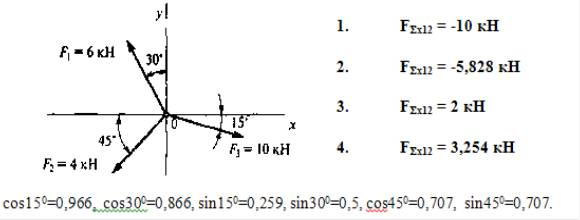 y
F₁ = 6 кН
30°
0
15°
x
45°
F₂ = 4 кН
F₃ = 10 кН
1. FΣx12 = -10 кН
2. FΣx12 = -5,828 кН
3. FΣx12 = 2 кН
4. FΣx12 = 3,254 кН
cos15⁰=0,966, cos30⁰=0,866, sin15⁰=0,259, sin30⁰=0,5, cos45⁰=0,707, sin45⁰=0,707.